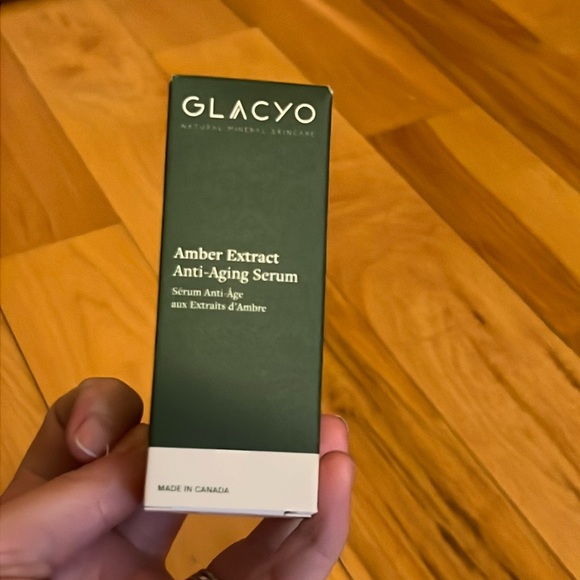 GLACYO
NATURAL MINERAL SKINCARE
Amber Extract
Anti-Aging Serum
Sérum Anti-Âge
aux Extraits d'Ambre
MADE IN CANADA